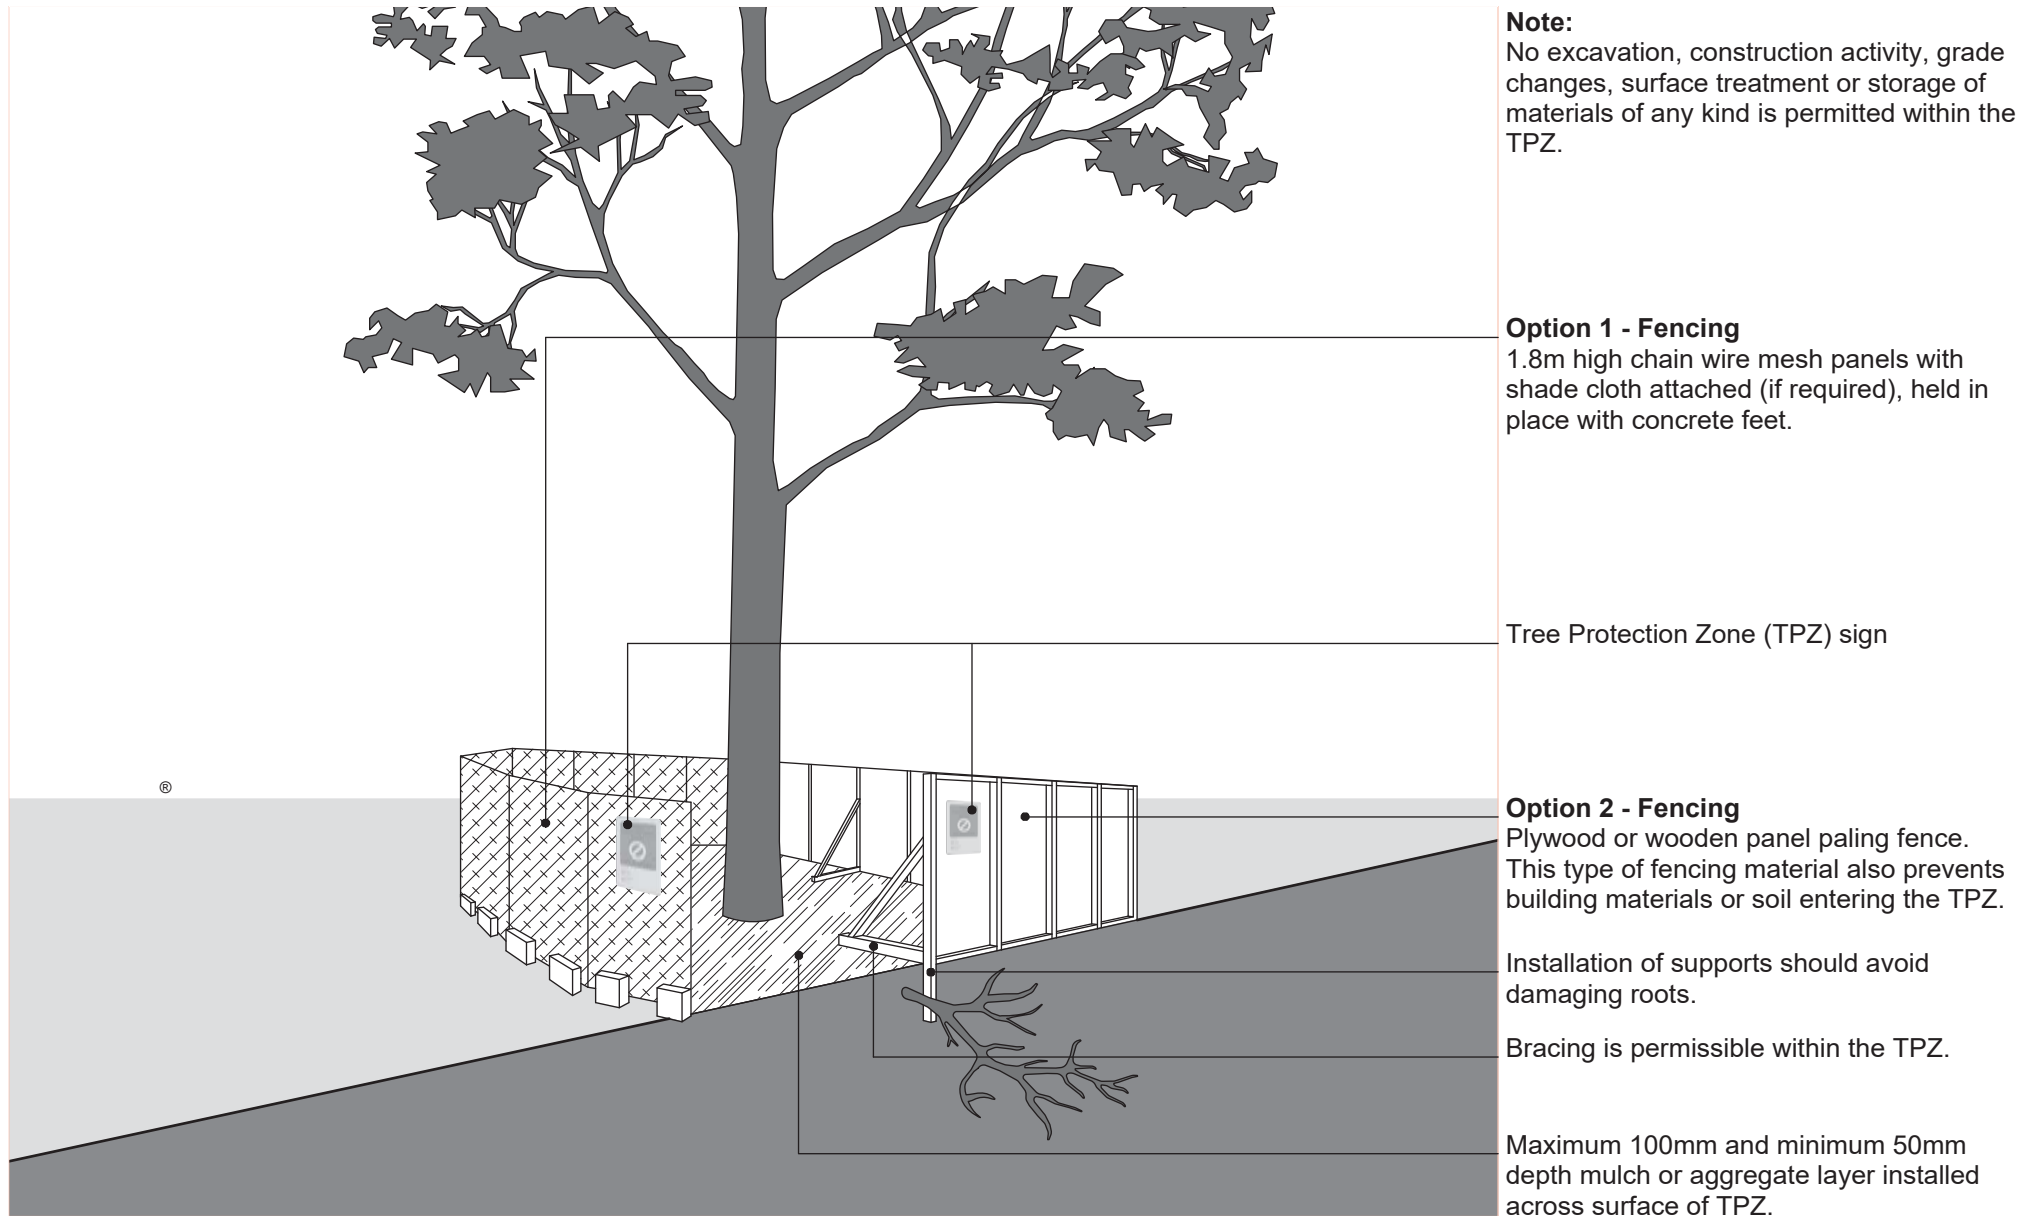 Note:
No excavation, construction activity, grade
changes, surface treatment or storage of
materials of any kind is permitted within the
TPZ.
Option 1 - Fencing
1.8m high chain wire mesh panels with
shade cloth attached (if required), held in
place with concrete feet.
Tree Protection Zone (TPZ) sign
®
Option 2 - Fencing
Plywood or wooden panel paling fence.
This type of fencing material also prevents
building materials or soil entering the TPZ.
Installation of supports should avoid
damaging roots.
Bracing is permissible within the TPZ.
Maximum 100mm and minimum 50mm
depth mulch or aggregate layer installed
across surface of TPZ.